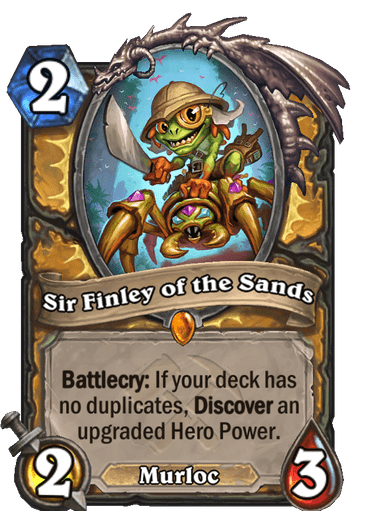 2
Sir Finley of the Sands
Battlecry: If your deck has
no duplicates, Discover an
upgraded Hero Power.
2
Murloc
3